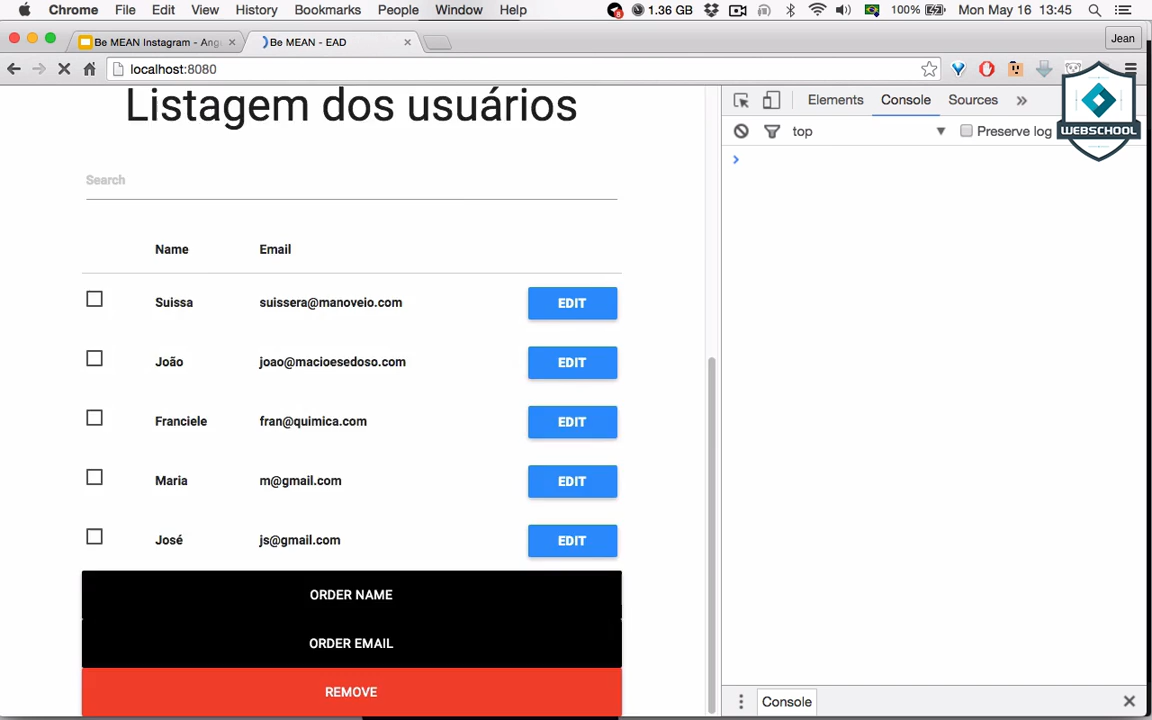 Chrome File Edit View History Bookmarks People Window Help 8 1.36 GB 100% Mon May 16 13:45
Be MEAN Instagram - Ang
Be MEAN - EAD
Jean
localhost:8080
Listagem dos usuários
Search
Name Email
Suissa suissera@manoveio.com EDIT
João joao@macioesedoso.com EDIT
Franciele fran@quimica.com EDIT
Maria m@gmail.com EDIT
José js@gmail.com EDIT
ORDER NAME
ORDER EMAIL
REMOVE
Elements Console Sources »
top Preserve log
WEBSCHOOL
Console